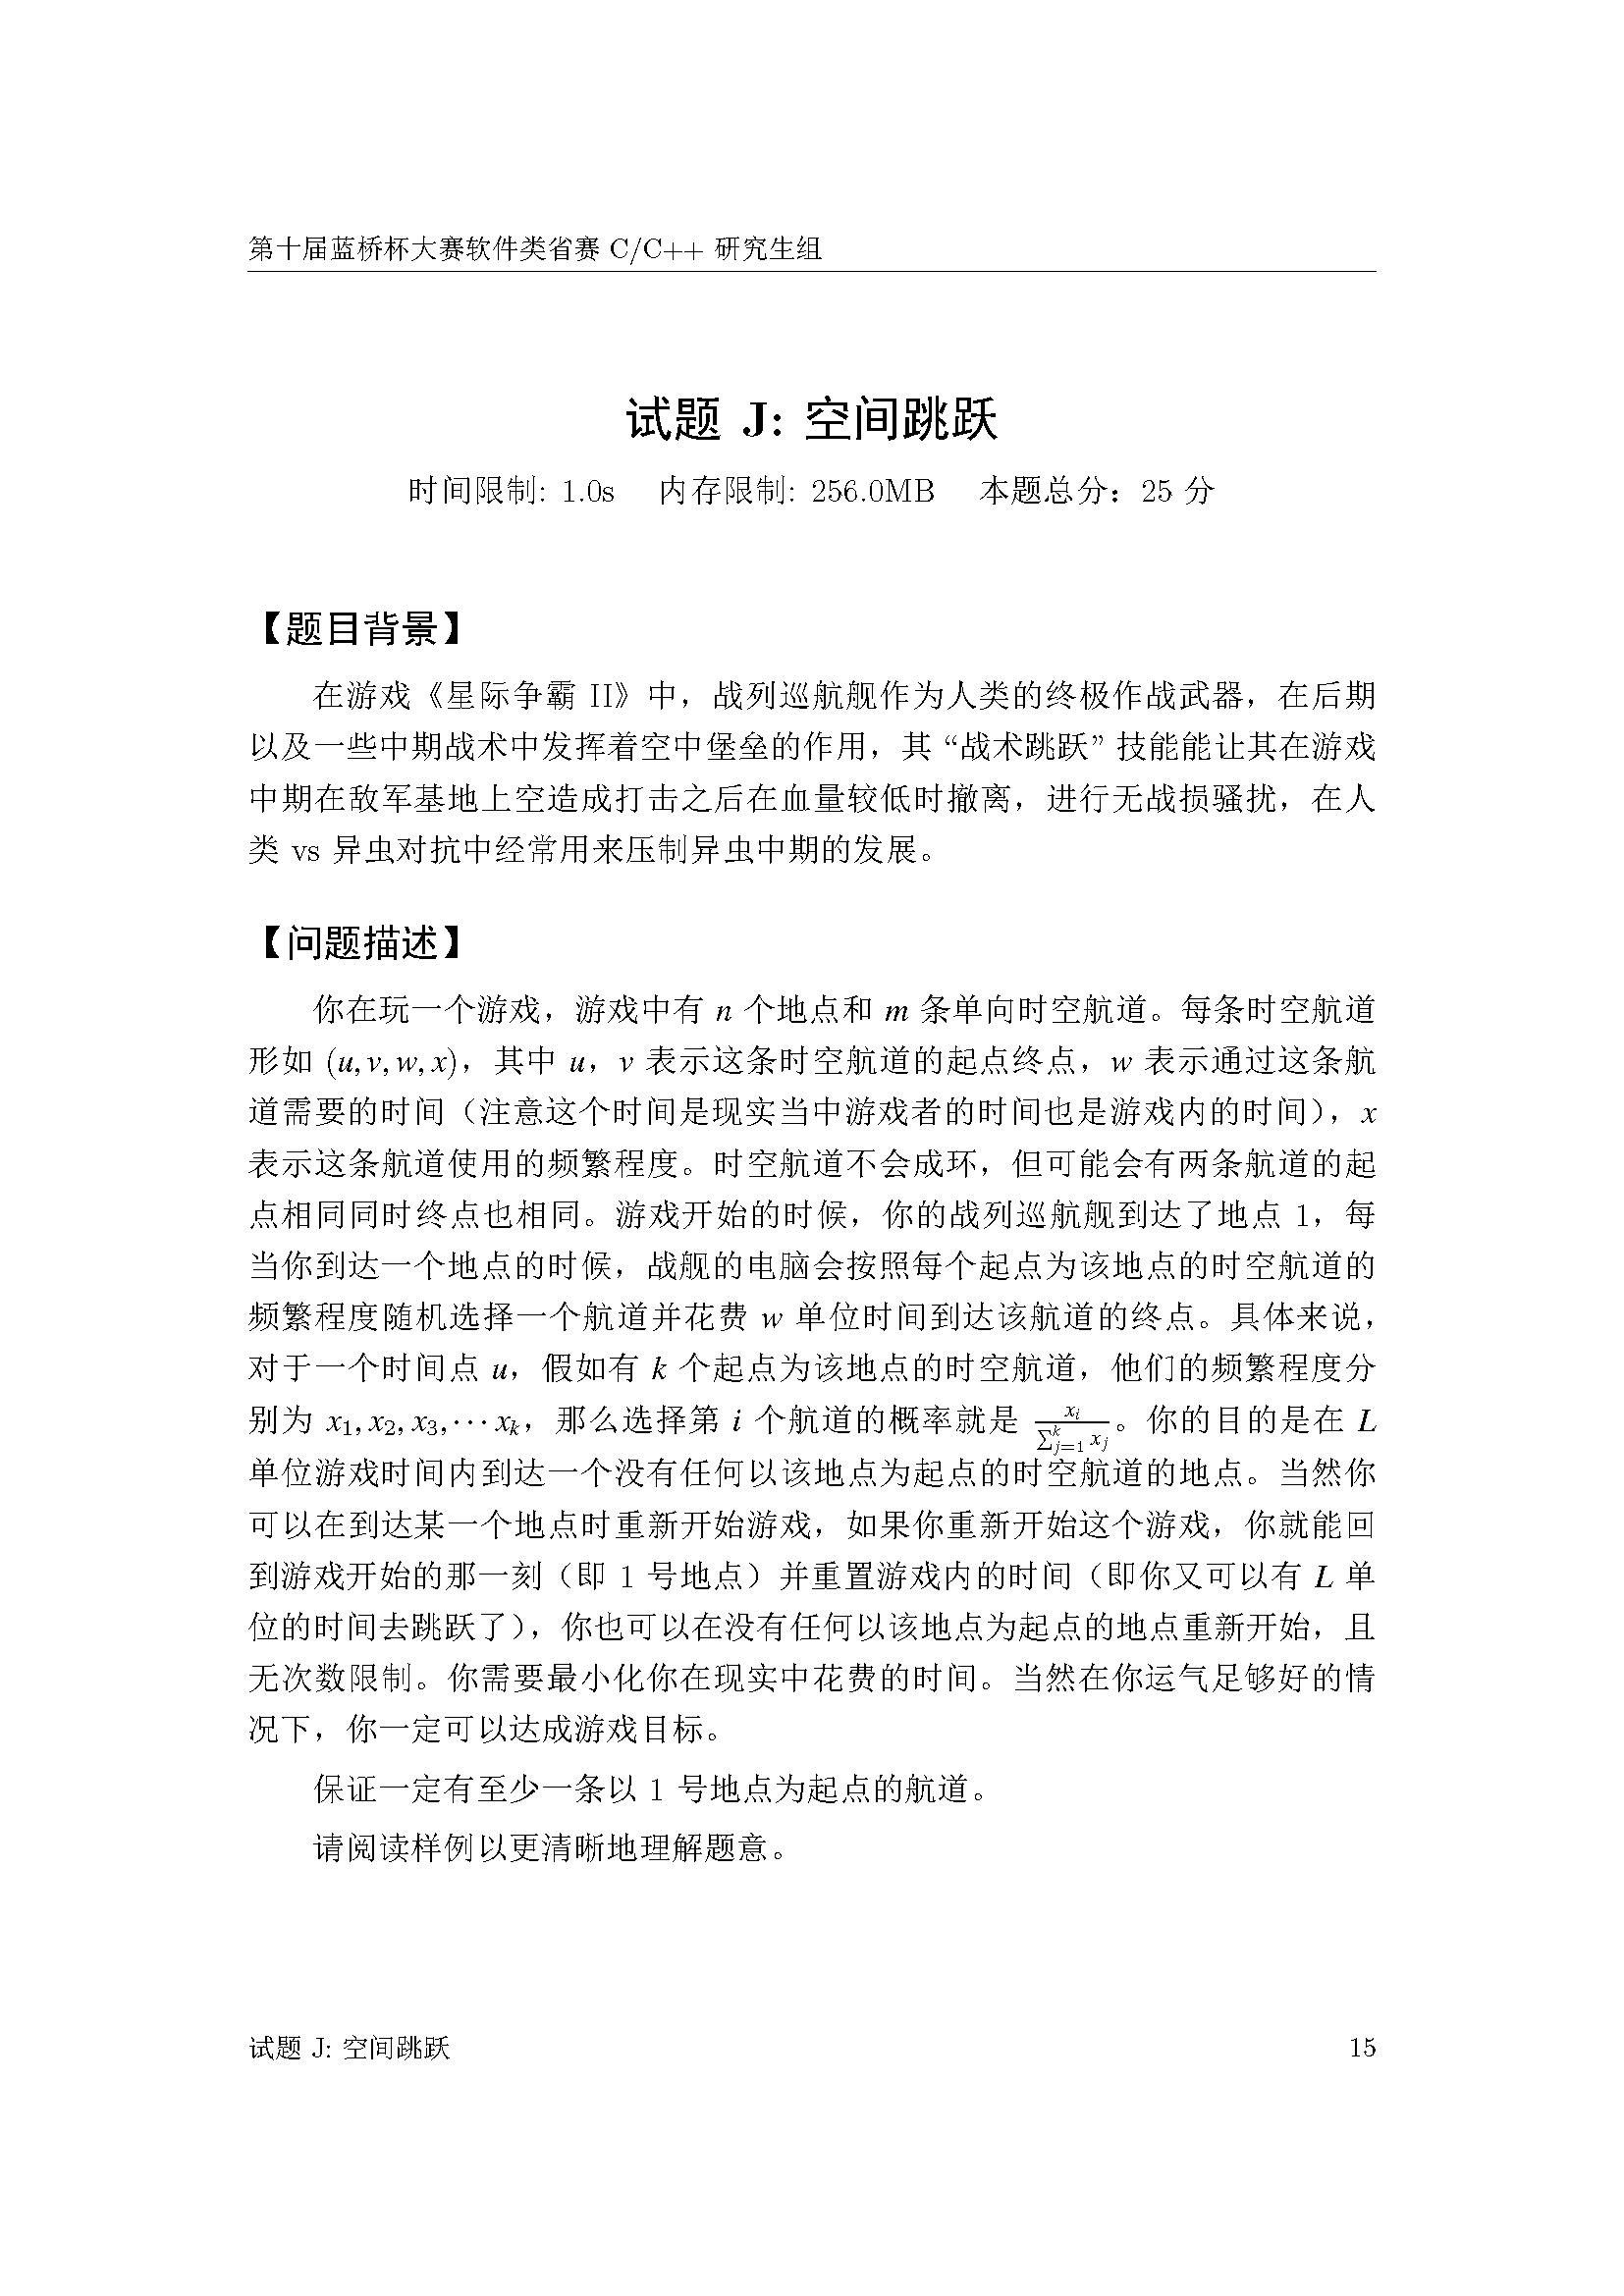 第十届蓝桥杯大赛软件类省赛 C/C++ 研究生组
试题 J: 空间跳跃
时间限制: 1.0s 内存限制: 256.0MB 本题总分：25 分
【题目背景】
在游戏《星际争霸 II》中，战列巡航舰作为人类的终极作战武器，在后期
以及一些中期战术中发挥着空中堡垒的作用，其 “战术跳跃” 技能能让其在游戏
中期在敌军基地上空造成打击之后在血量较低时撤离，进行无战损骚扰，在人
类 vs 异虫对抗中经常用来压制异虫中期的发展。
【问题描述】
你在玩一个游戏，游戏中有 n 个地点和 m 条单向时空航道。每条时空航道
形如 (u, v, w, x)，其中 u，v 表示这条时空航道的起点终点，w 表示通过这条航
道需要的时间（注意这个时间是现实当中游戏者的时间也是游戏内的时间），x
表示这条航道使用的频繁程度。时空航道不会成环，但可能会有两条航道的起
点相同同时终点也相同。游戏开始的时候，你的战列巡航舰到达了地点 1，每
当你到达一个地点的时候，战舰的电脑会按照每个起点为该地点的时空航道的
频繁程度随机选择一个航道并花费 w 单位时间到达该航道的终点。具体来说，
对于一个时间点 u，假如有 k 个起点为该地点的时空航道，他们的频繁程度分
别为 x₁, x₂, x₃, ⋯ xₖ，那么选择第 i 个航道的概率就是 $\frac{x_i}{\sum_{j=1}^{k} x_j}$。你的目的是在 L
单位游戏时间内到达一个没有任何以该地点为起点的时空航道的地点。当然你
可以在到达某一个地点时重新开始游戏，如果你重新开始这个游戏，你就能回
到游戏开始的那一刻（即 1 号地点）并重置游戏内的时间（即你又可以有 L 单
位的时间去跳跃了），你也可以在没有任何以该地点为起点的地点重新开始，且
无次数限制。你需要最小化你在现实中花费的时间。当然在你运气足够好的情
况下，你一定可以达成游戏目标。
保证一定有至少一条以 1 号地点为起点的航道。
请阅读样例以更清晰地理解题意。
试题 J: 空间跳跃 15